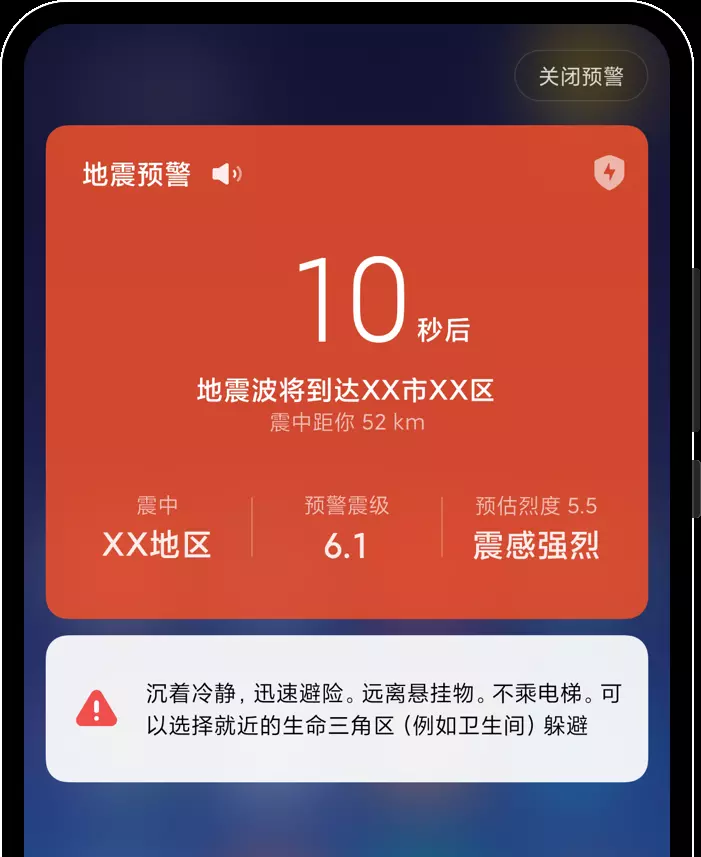 关闭预警
地震预警
10 秒后
地震波将到达XX市XX区
震中距你 52 km
震中 预警震级 预估烈度 5.5
XX地区 6.1 震感强烈
沉着冷静，迅速避险。远离悬挂物。不乘电梯。可
以选择就近的生命三角区（例如卫生间）躲避